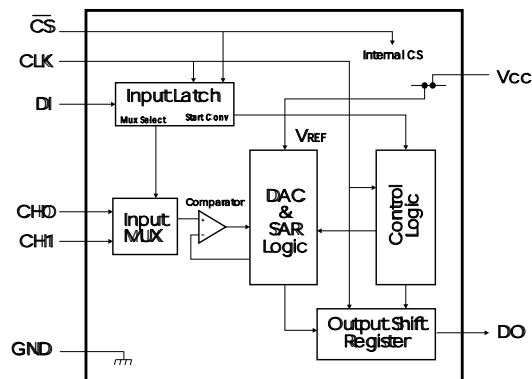 CS
CLK
DI
CH0
CH1
GND
Internal CS
Vcc
Input Latch
Mux Select
Start Conv
VREF
Input
MUX
Comparator
+
-
DAC
&
SAR
Logic
Control
Logic
Output Shift
Register
DO